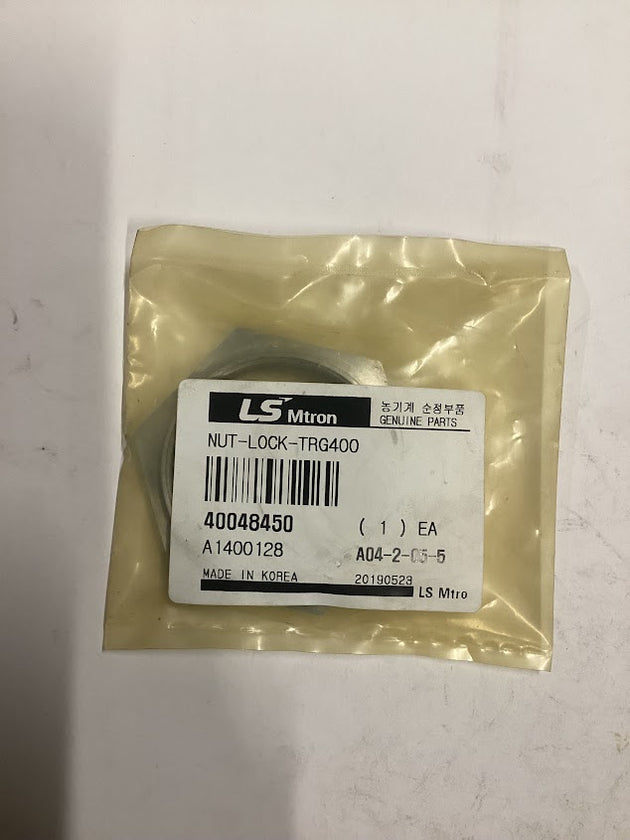 LS Mtron
농기계 순정부품
GENUINE PARTS
NUT-LOCK-TRG400
40048450 ( 1 ) EA
A1400128 A04-2-05-5
MADE IN KOREA 20190523
LS Mtro